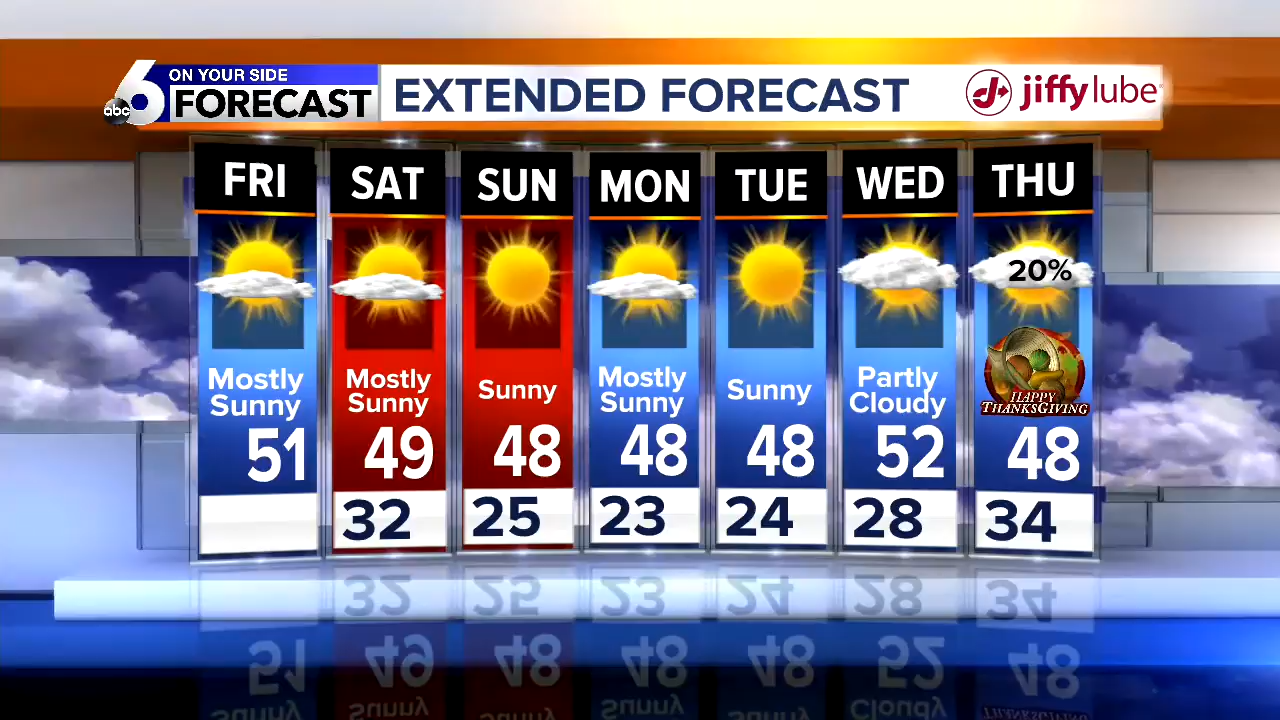 abc 6 ON YOUR SIDE
FORECAST
EXTENDED FORECAST
jiffylube
FRI
SAT
SUN
MON
TUE
WED
THU
20%
Mostly
Sunny
Mostly
Sunny
Sunny
Mostly
Sunny
Sunny
Partly
Cloudy
HAPPY
THANKSGIVING
51
49
48
48
48
52
48
32
25
23
24
28
34